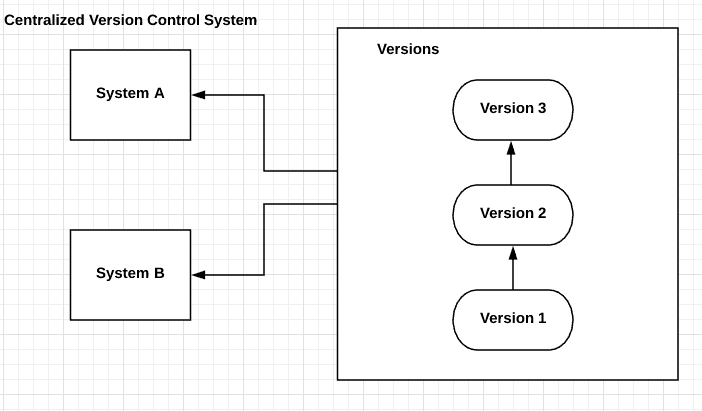 Centralized Version Control System
System A
System B
Versions
Version 3
Version 2
Version 1